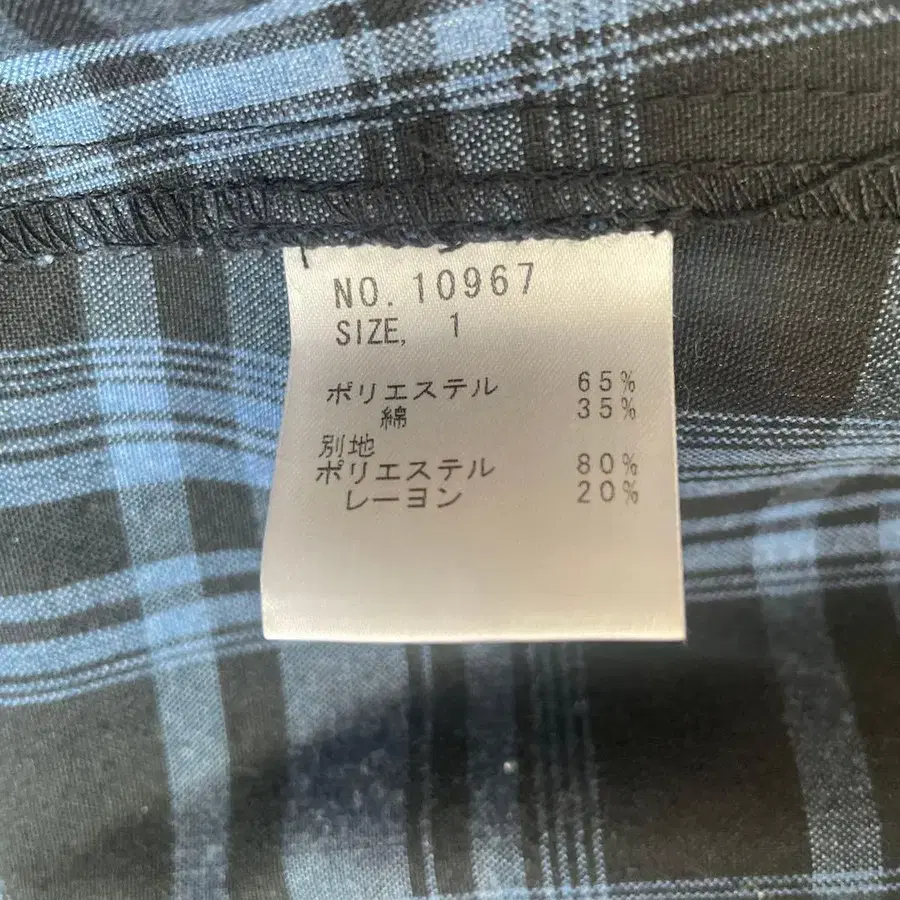 NO. 10967
SIZE, 1
ポリエステル 65%
綿 35%
別地
ポリエステル 80%
レーヨン 20%